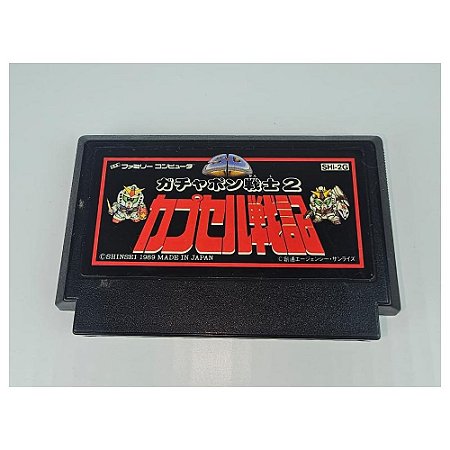 ファミリーコンピュータ
SHI-2G
SD
ガチャポン戦士2
カプセル戦記
©SHINSEI 1989 MADE IN JAPAN
©創通エージェンシー・サンライズ